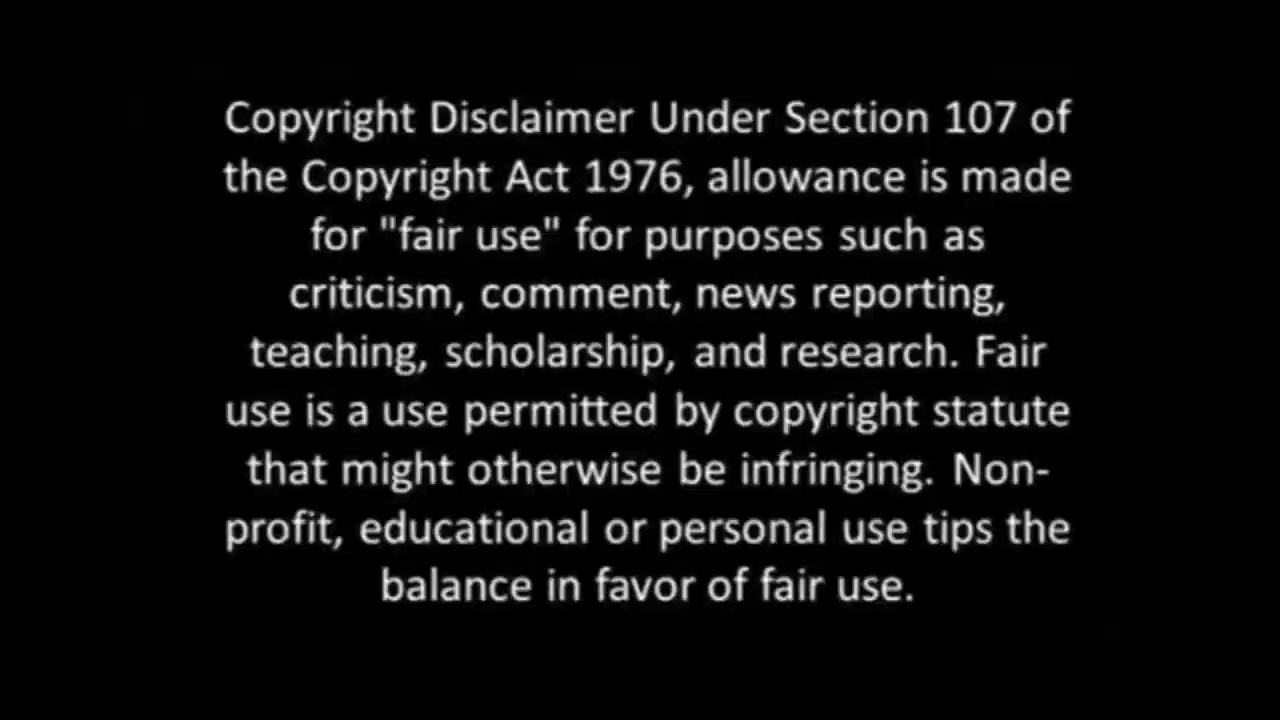 Copyright Disclaimer Under Section 107 of
the Copyright Act 1976, allowance is made
for "fair use" for purposes such as
criticism, comment, news reporting,
teaching, scholarship, and research. Fair
use is a use permitted by copyright statute
that might otherwise be infringing. Non-
profit, educational or personal use tips the
balance in favor of fair use.